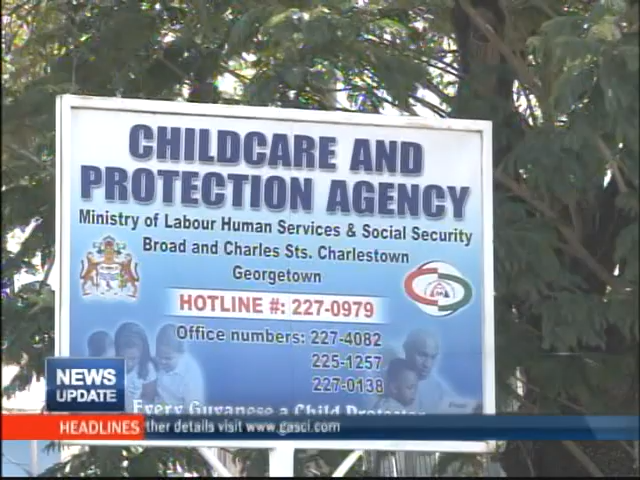 CHILDCARE AND
PROTECTION AGENCY
Ministry of Labour Human Services & Social Security
Broad and Charles Sts. Charlestown
Georgetown
HOTLINE #: 227-0979
Office numbers: 227-4082
225-1257
227-0138
Every Guyanese a Child Protector
NEWS
UPDATE
HEADLINES
ther details visit www.gasci.com